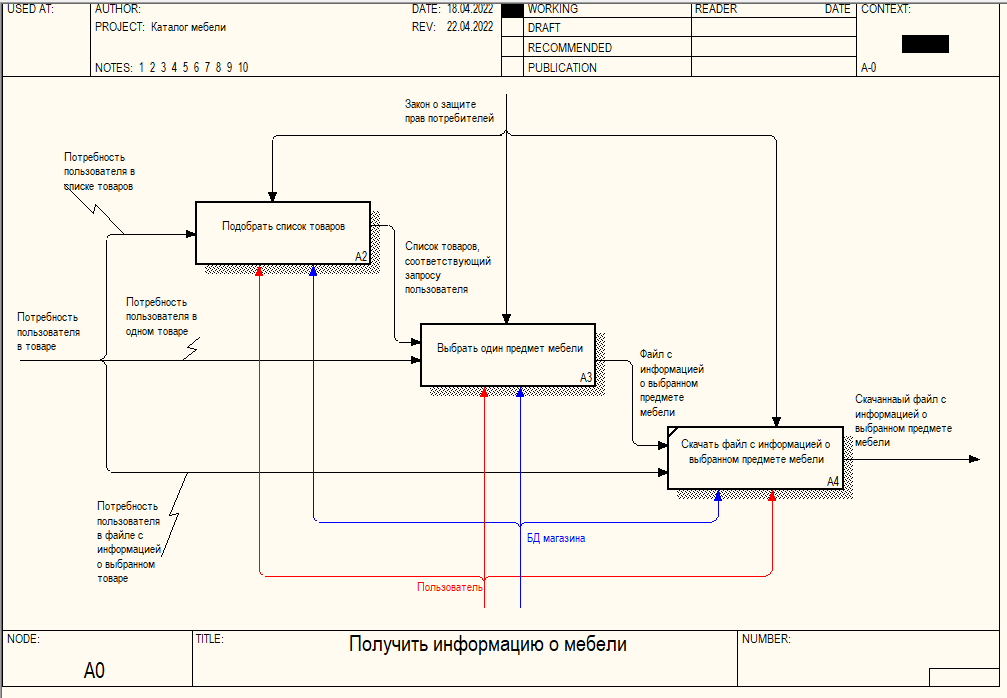 USED AT:
AUTHOR:
DATE: 18.04.2022
WORKING
READER
DATE
CONTEXT:
PROJECT: Каталог мебели
REV: 22.04.2022
DRAFT
RECOMMENDED
NOTES: 1 2 3 4 5 6 7 8 9 10
PUBLICATION
A-0
Закон о защите
прав потребителей
Потребность
пользователя в
списке товаров
Подобрать список товаров
A2
Список товаров,
соответствующий
запросу
пользователя
Потребность
пользователя
в товаре
Потребность
пользователя в
одном товаре
Выбрать один предмет мебели
A3
Файл с
информацией
о выбранном
предмете
мебели
Скачать файл с информацией о
выбранном предмете мебели
A4
Скачаннаый файл с
информацией о
выбранном предмете
мебели
Потребность
пользователя
в файле с
информацией
о выбранном
товаре
БД магазина
Пользователь
NODE:
A0
TITLE:
Получить информацию о мебели
NUMBER: